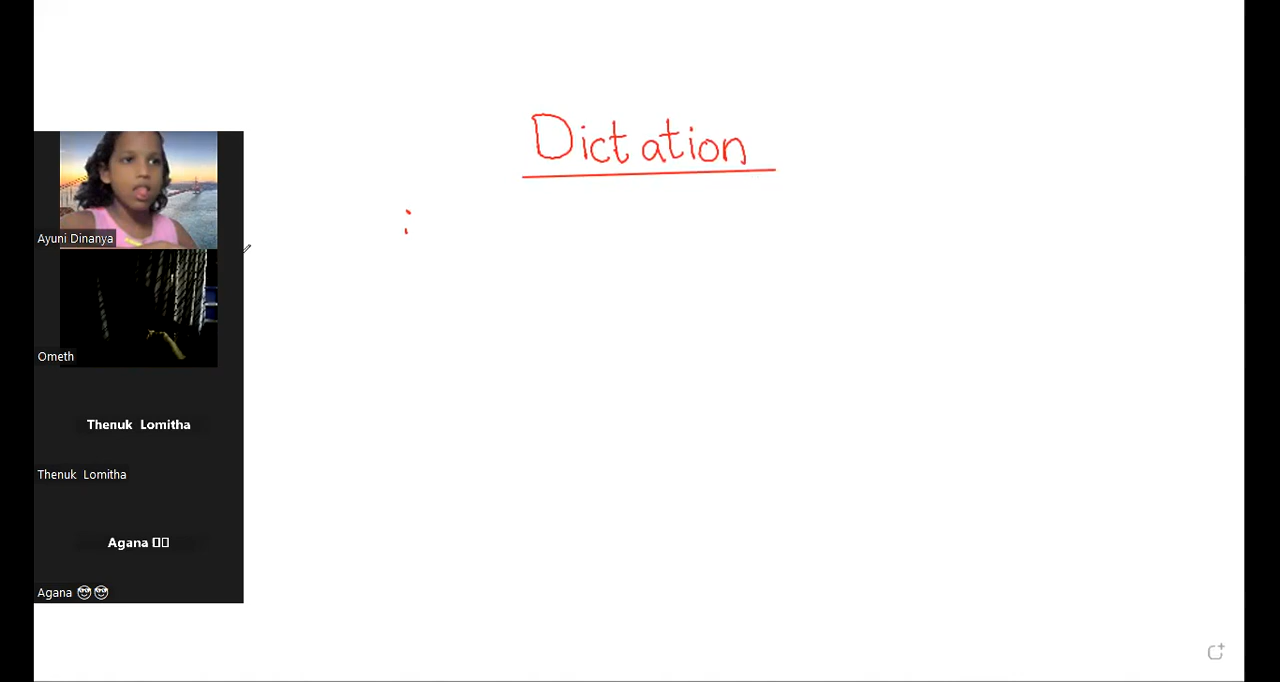 Dictation
Ayuni Dinanya
Ometh
Thenuk Lomitha
Thenuk Lomitha
Agana
Agana 🤓🤓